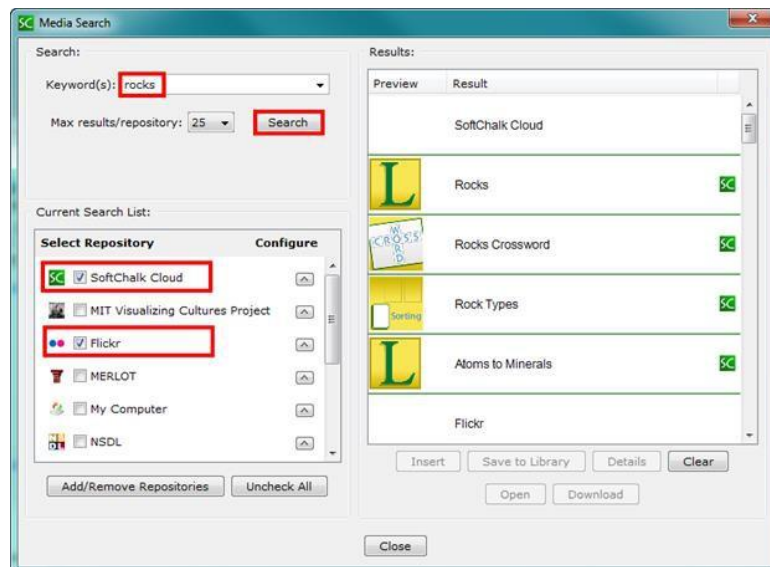 SC Media Search
Search:
Keyword(s): rocks
Max results/repository: 25 Search
Current Search List:
Select Repository Configure
SC SoftChalk Cloud
MIT Visualizing Cultures Project
Flickr
MERLOT
My Computer
NSDL
Add/Remove Repositories Uncheck All
Results:
Preview Result
SoftChalk Cloud
L Rocks SC
CROSS WORD Rocks Crossword SC
Sorting Rock Types SC
L Atoms to Minerals SC
Flickr
Insert Save to Library Details Clear
Open Download
Close